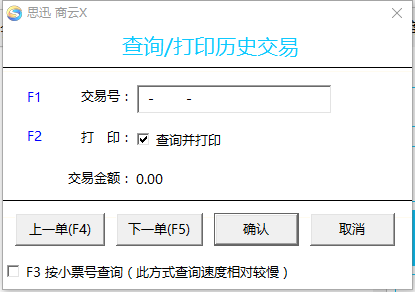 思迅 商云X
查询/打印历史交易
F1 交易号： - -
F2 打 印： 查询并打印
交易金额： 0.00
上一单(F4) 下一单(F5) 确认 取消
F3 按小票号查询（此方式查询速度相对较慢）